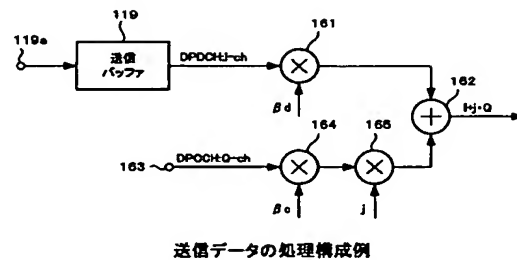 119
119a
送信
バッファ
DPDCH:I-ch
161
βd
162
I+j・Q
163
DPCCH:Q-ch
164
165
βc
j
送信データの処理構成例